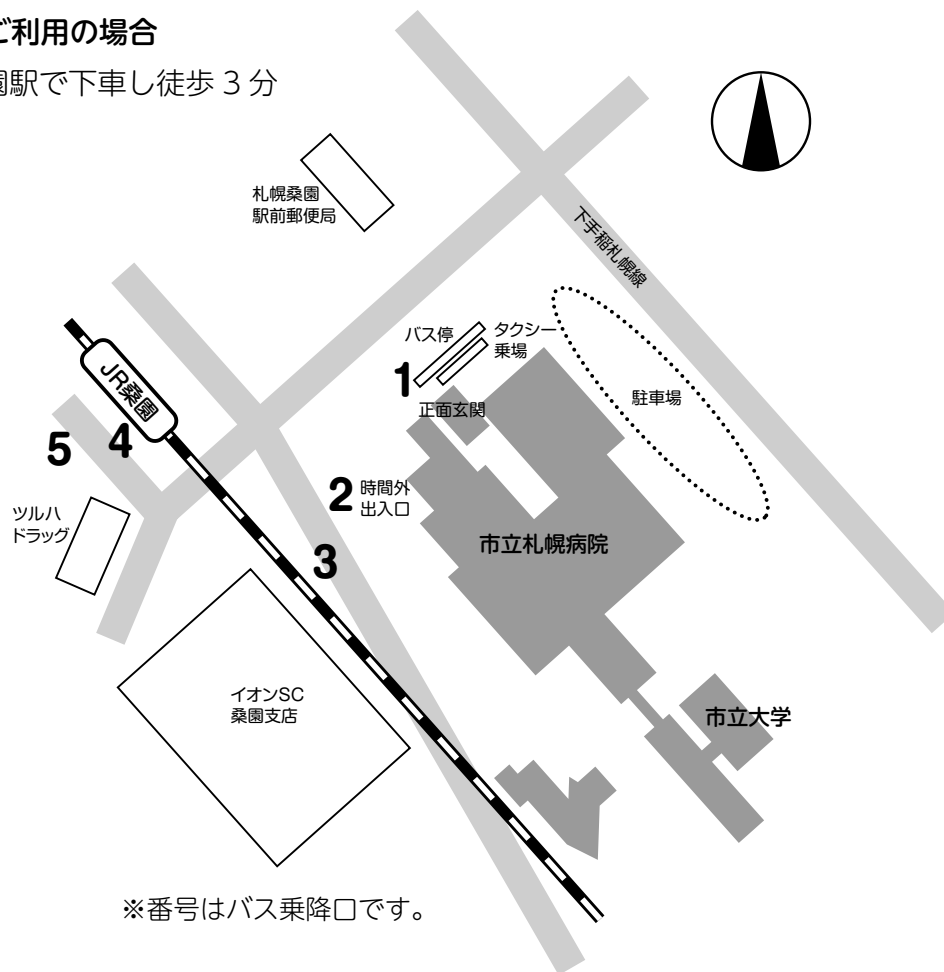 ご利用の場合
園駅で下車し徒歩 3 分
札幌桑園
駅前郵便局
下手稲札幌線
バス停
タクシー
乗場
1
正面玄関
駐車場
JR桑園
5
4
2
時間外
出入口
ツルハ
ドラッグ
市立札幌病院
3
イオンSC
桑園支店
市立大学
※番号はバス乗降口です。